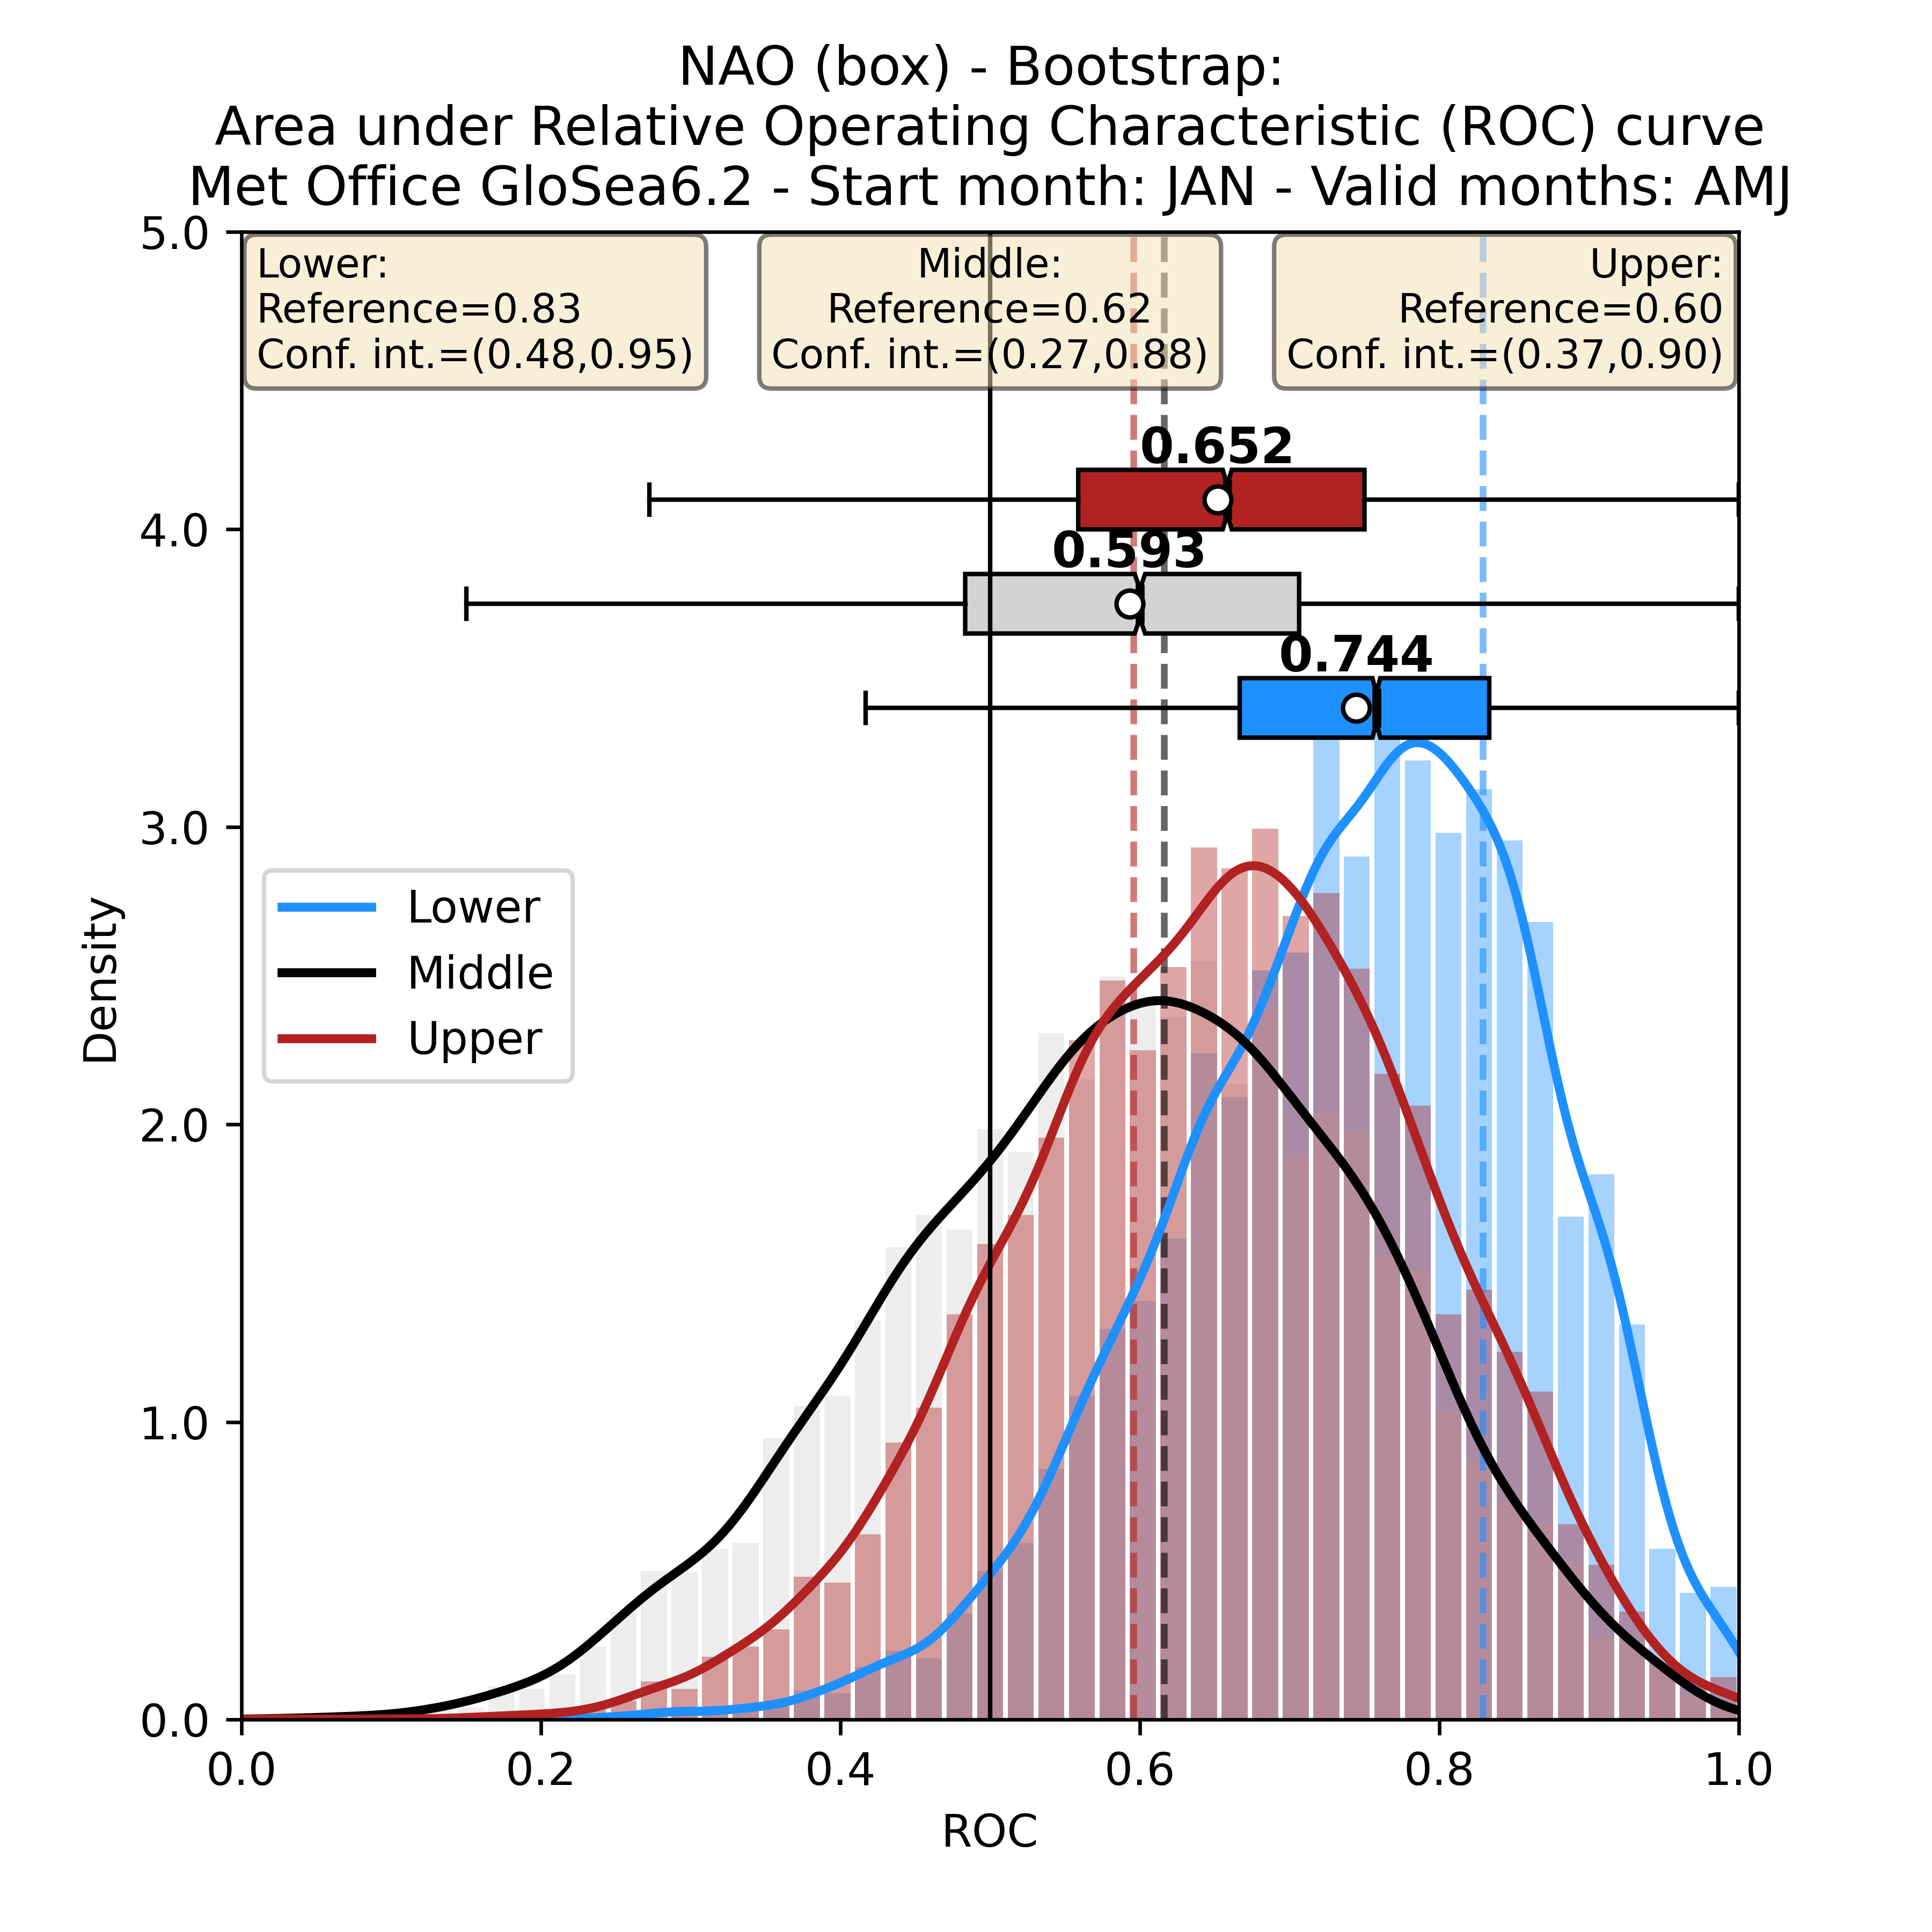 NAO (box) - Bootstrap:
Area under Relative Operating Characteristic (ROC) curve
Met Office GloSea6.2 - Start month: JAN - Valid months: AMJ
Lower:
Reference=0.83
Conf. int.=(0.48,0.95)
Middle:
Reference=0.62
Conf. int.=(0.27,0.88)
Upper:
Reference=0.60
Conf. int.=(0.37,0.90)
0.652
0.593
0.744
Lower
Middle
Upper
Density
5.0
4.0
3.0
2.0
1.0
0.0
0.0 0.2 0.4 0.6 0.8 1.0
ROC